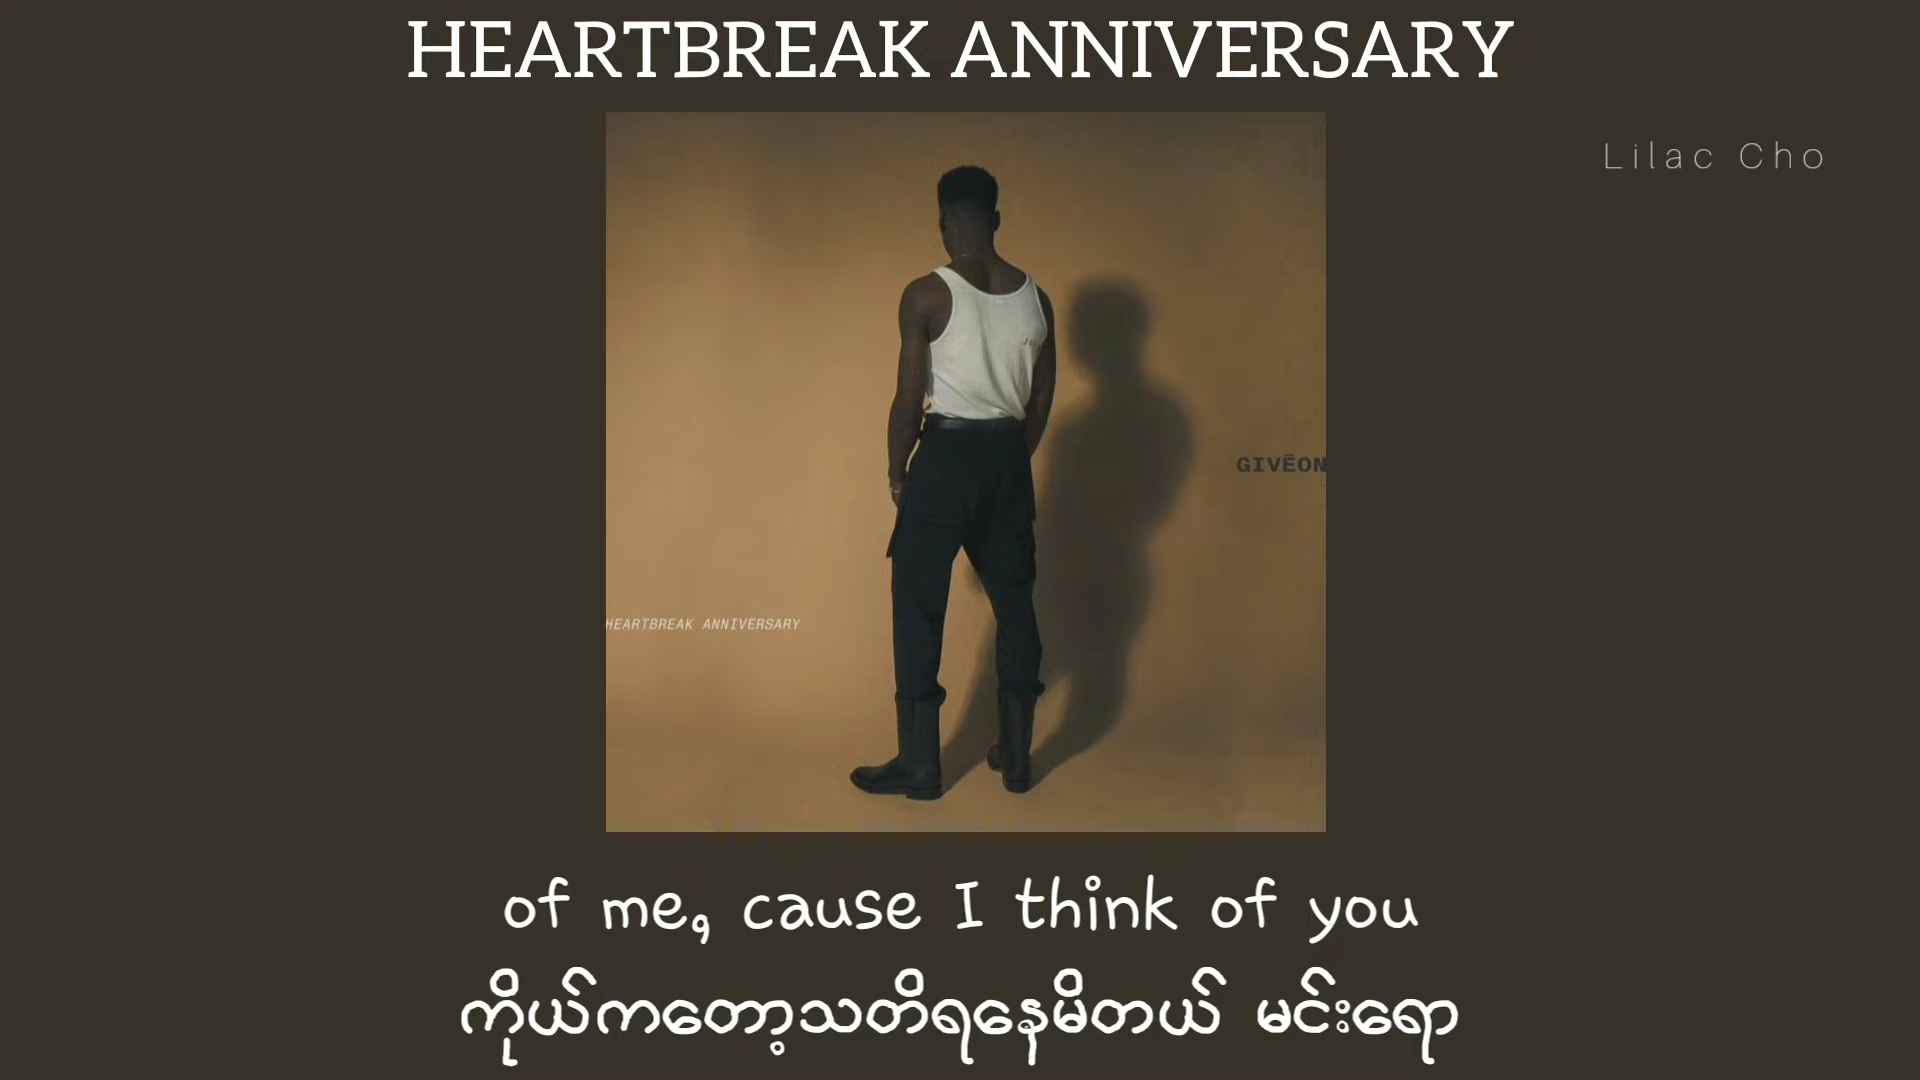 HEARTBREAK ANNIVERSARY
Lilac Cho
GIVĒON
HEARTBREAK ANNIVERSARY
of me, cause I think of you
ကိုယ်ကတော့သတိရနေမိတယ် မင်းရော